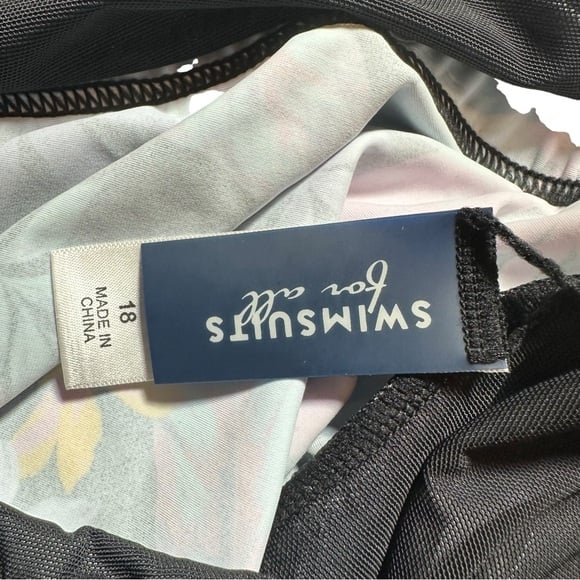 SWIMSUITS
for all
18
MADE IN
CHINA